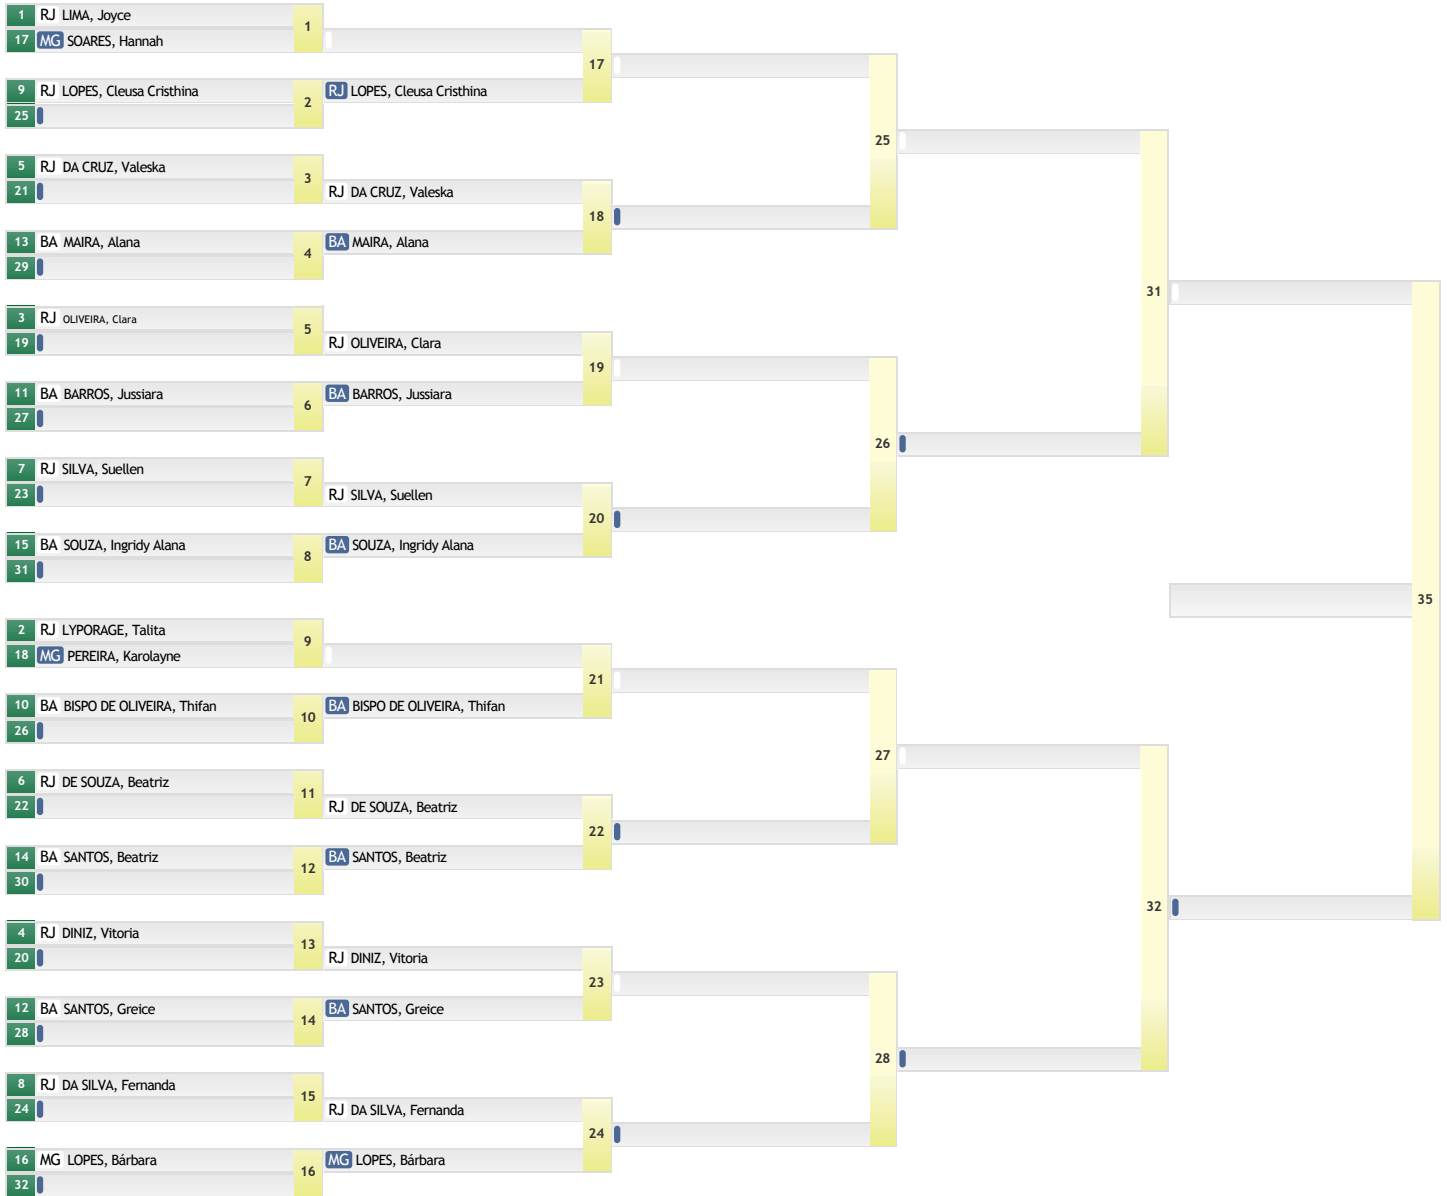 1 RJ LIMA, Joyce
1
17 MG SOARES, Hannah
17
9 RJ LOPES, Cleusa Cristhina
2
RJ LOPES, Cleusa Cristhina
25
25
5 RJ DA CRUZ, Valeska
3
21
RJ DA CRUZ, Valeska
18
13 BA MAIRA, Alana
4
BA MAIRA, Alana
29
31
3 RJ OLIVEIRA, Clara
5
19
RJ OLIVEIRA, Clara
19
11 BA BARROS, Jussiara
6
BA BARROS, Jussiara
27
26
7 RJ SILVA, Suellen
7
23
RJ SILVA, Suellen
20
15 BA SOUZA, Ingridy Alana
8
BA SOUZA, Ingridy Alana
31
35
2 RJ LYPORAGE, Talita
9
18 MG PEREIRA, Karolayne
21
10 BA BISPO DE OLIVEIRA, Thifan
10
BA BISPO DE OLIVEIRA, Thifan
26
27
6 RJ DE SOUZA, Beatriz
11
22
RJ DE SOUZA, Beatriz
22
14 BA SANTOS, Beatriz
12
BA SANTOS, Beatriz
30
32
4 RJ DINIZ, Vitoria
13
20
RJ DINIZ, Vitoria
23
12 BA SANTOS, Greice
14
BA SANTOS, Greice
28
28
8 RJ DA SILVA, Fernanda
15
24
RJ DA SILVA, Fernanda
24
16 MG LOPES, Bárbara
16
MG LOPES, Bárbara
32